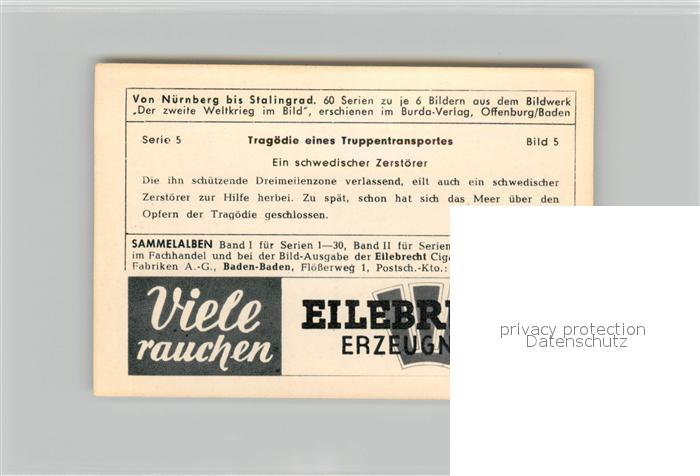 Von Nürnberg bis Stalingrad. 60 Serien zu je 6 Bildern aus dem Bildwerk
„Der zweite Weltkrieg im Bild", erschienen im Burda-Verlag, Offenburg/Baden
Serie 5 Tragödie eines Truppentransportes Bild 5
Ein schwedischer Zerstörer
Die ihn schützende Dreimeilenzone verlassend, eilt auch ein schwedischer
Zerstörer zur Hilfe herbei. Zu spät, schon hat sich das Meer über den
Opfern der Tragödie geschlossen.
SAMMELALBEN Band I für Serien 1—30, Band II für Serien
im Fachhandel und bei der Bild-Ausgabe der Eilebrecht
Fabriken A.-G., Baden-Baden, Flößerweg 1, Postsch.-Kto.:
Viele
rauchen
privacy protection
Datenschutz